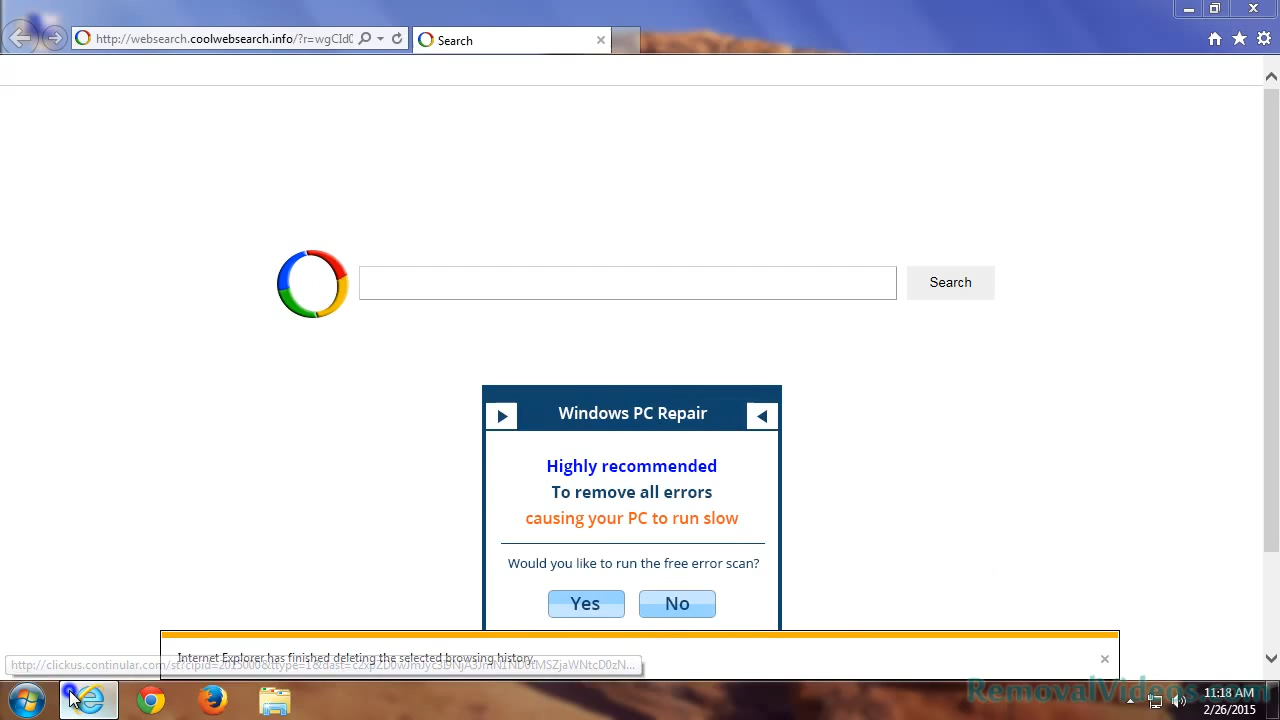 http://websearch.coolwebsearch.info/?r=wgCId
Search
Search
Windows PC Repair
Highly recommended
To remove all errors
causing your PC to run slow
Would you like to run the free error scan?
Yes
No
Internet Explorer has finished deleting the selected browsing history.
RemovalVideos.com
11:18 AM
2/26/2015